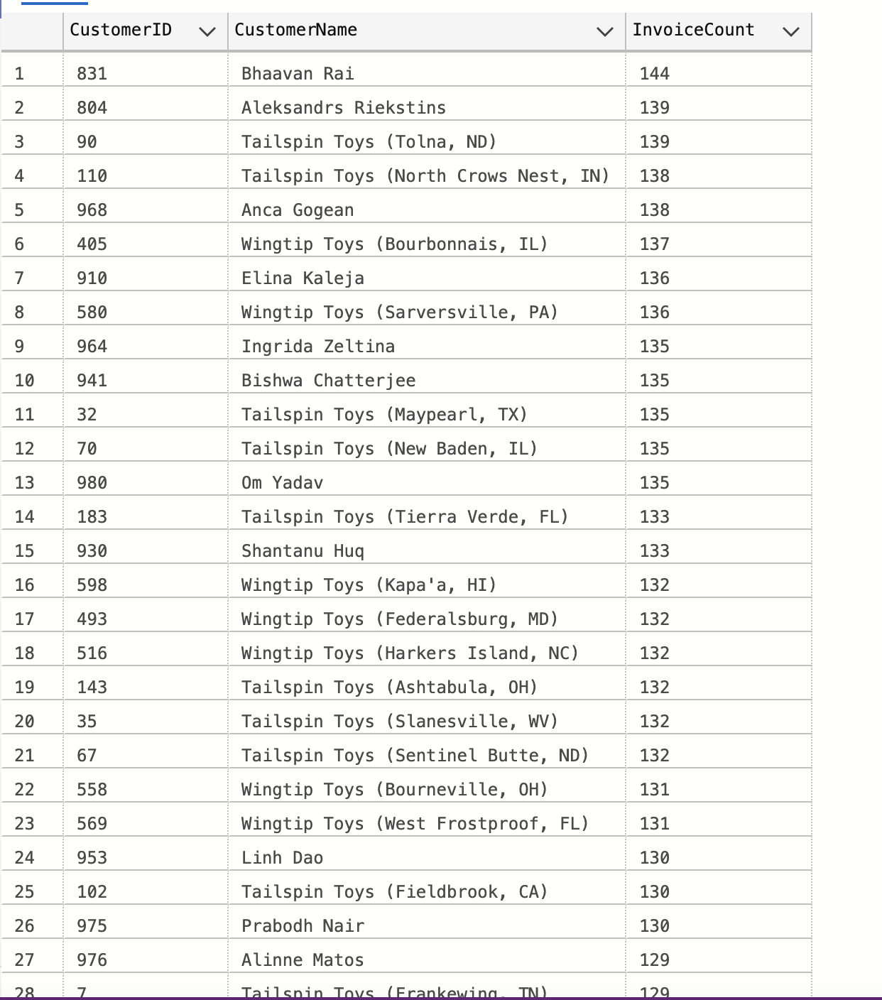 CustomerID CustomerName InvoiceCount
1 831 Bhaavan Rai 144
2 804 Aleksandrs Riekstins 139
3 90 Tailspin Toys (Tolna, ND) 139
4 110 Tailspin Toys (North Crows Nest, IN) 138
5 968 Anca Gogean 138
6 405 Wingtip Toys (Bourbonnais, IL) 137
7 910 Elina Kaleja 136
8 580 Wingtip Toys (Sarversville, PA) 136
9 964 Ingrida Zeltina 135
10 941 Bishwa Chatterjee 135
11 32 Tailspin Toys (Maypearl, TX) 135
12 70 Tailspin Toys (New Baden, IL) 135
13 980 Om Yadav 135
14 183 Tailspin Toys (Tierra Verde, FL) 133
15 930 Shantanu Huq 133
16 598 Wingtip Toys (Kapa'a, HI) 132
17 493 Wingtip Toys (Federalsburg, MD) 132
18 516 Wingtip Toys (Harkers Island, NC) 132
19 143 Tailspin Toys (Ashtabula, OH) 132
20 35 Tailspin Toys (Slanesville, WV) 132
21 67 Tailspin Toys (Sentinel Butte, ND) 132
22 558 Wingtip Toys (Bourneville, OH) 131
23 569 Wingtip Toys (West Frostproof, FL) 131
24 953 Linh Dao 130
25 102 Tailspin Toys (Fieldbrook, CA) 130
26 975 Prabodh Nair 130
27 976 Alinne Matos 129
28 7 Tailspin Toys (Frankewing, TN) 129